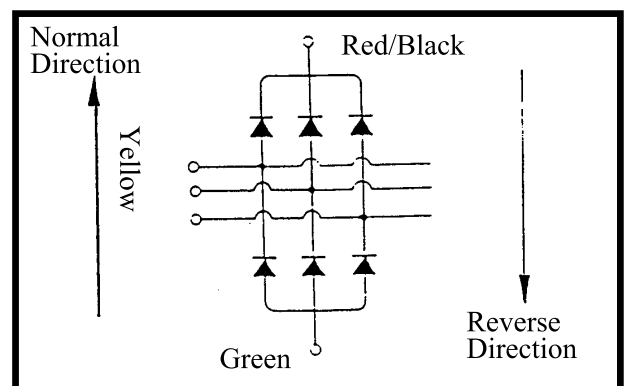 Normal
Direction
Red/Black
Yellow
Green
Reverse
Direction